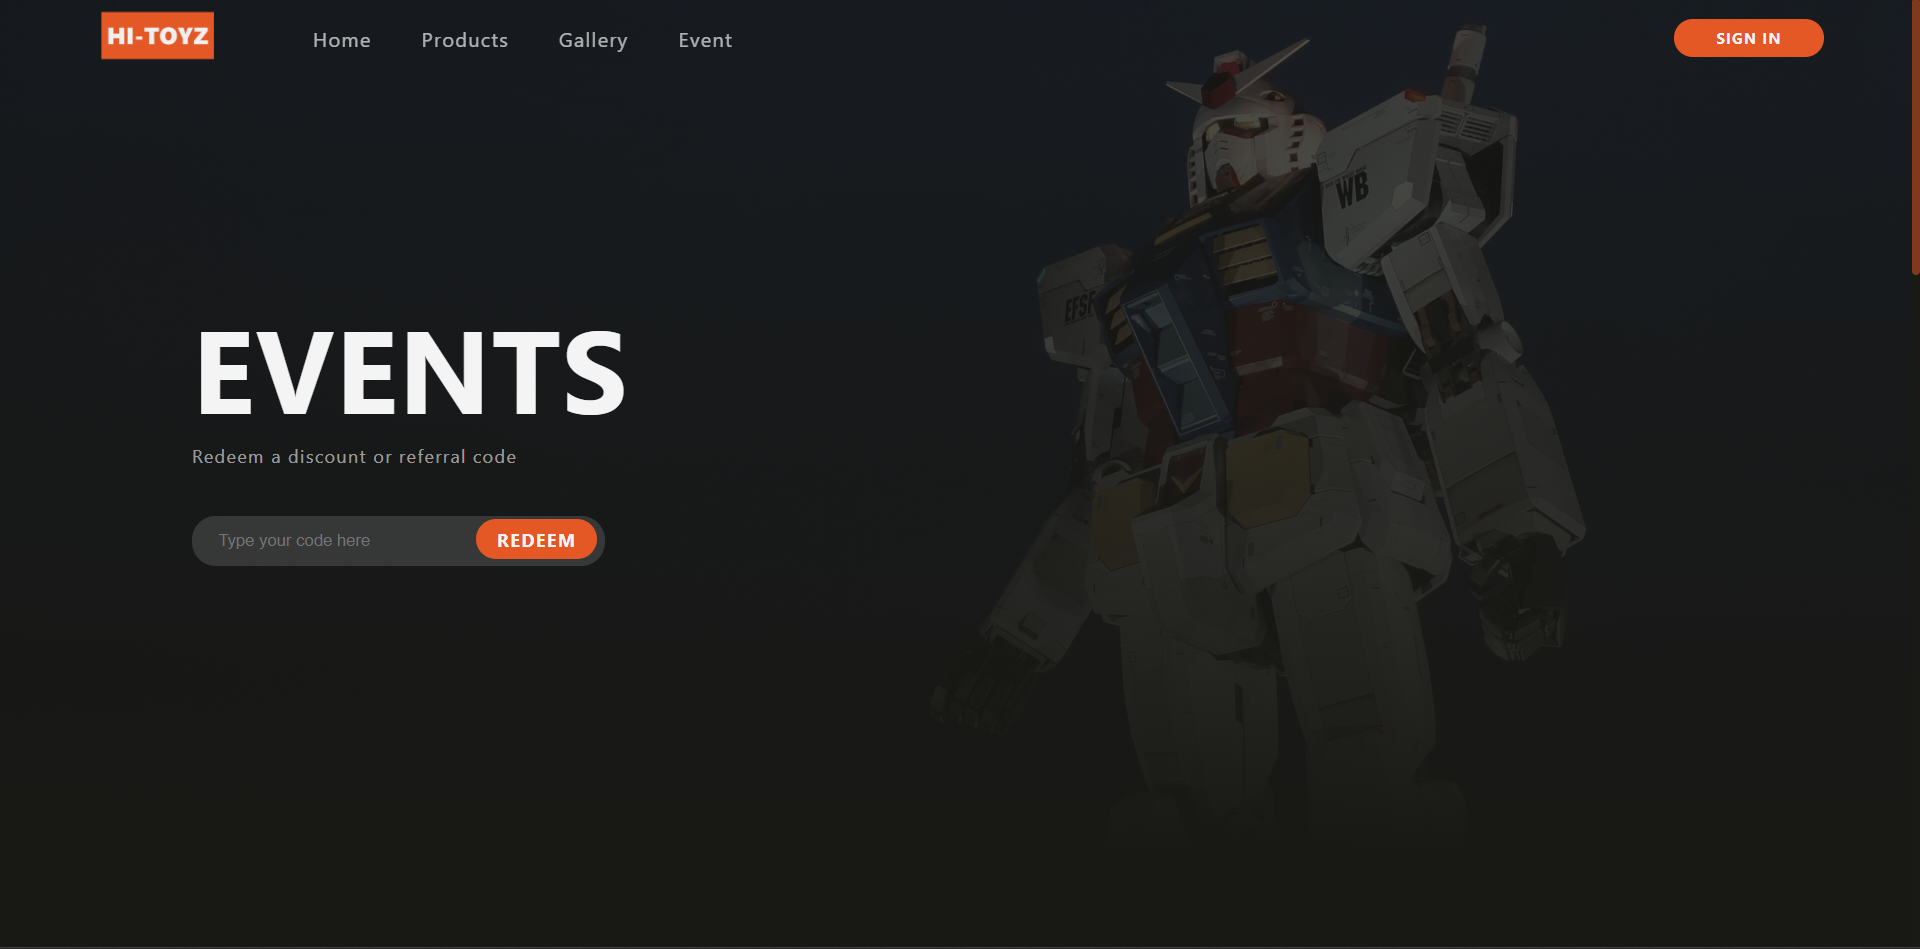 HI-TOYZ
Home
Products
Gallery
Event
SIGN IN
WB
EFSF
EVENTS
Redeem a discount or referral code
Type your code here
REDEEM